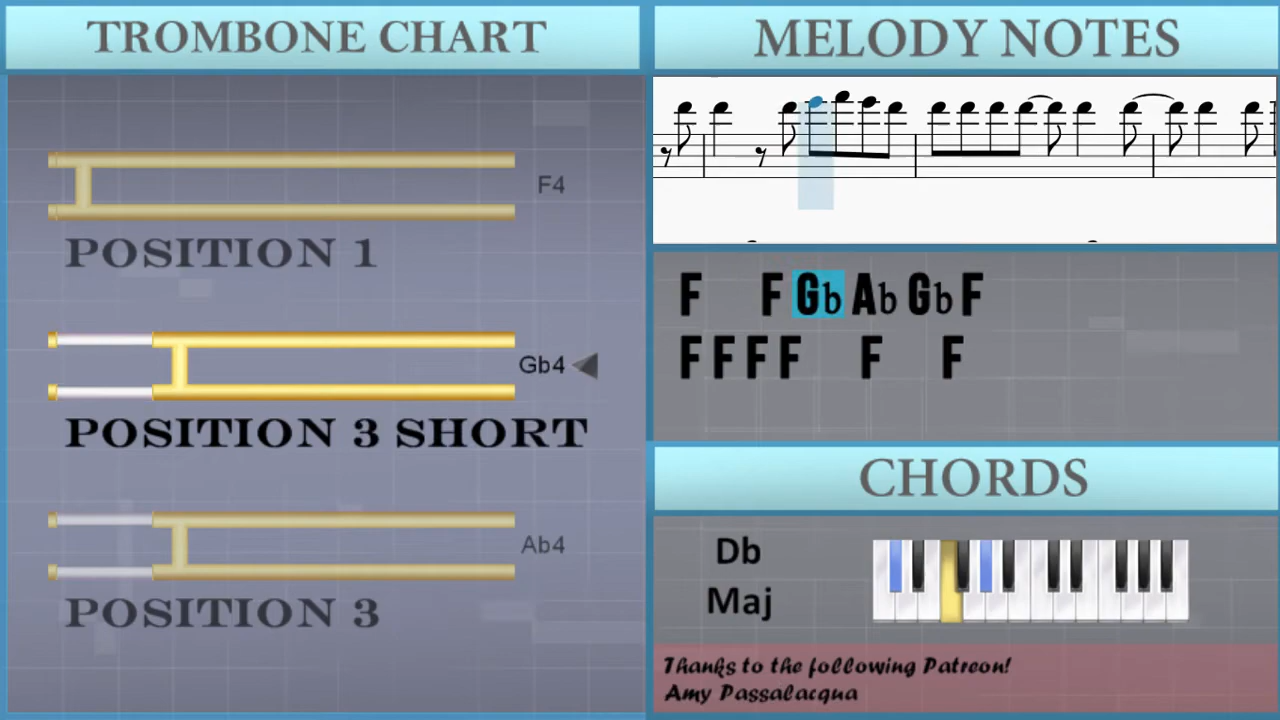 TROMBONE CHART
F4
POSITION 1
Gb4
POSITION 3 SHORT
Ab4
POSITION 3
MELODY NOTES
F F Gb Ab Gb F
F F F F F F
CHORDS
Db
Maj
Thanks to the following Patreon!
Amy Passalacqua